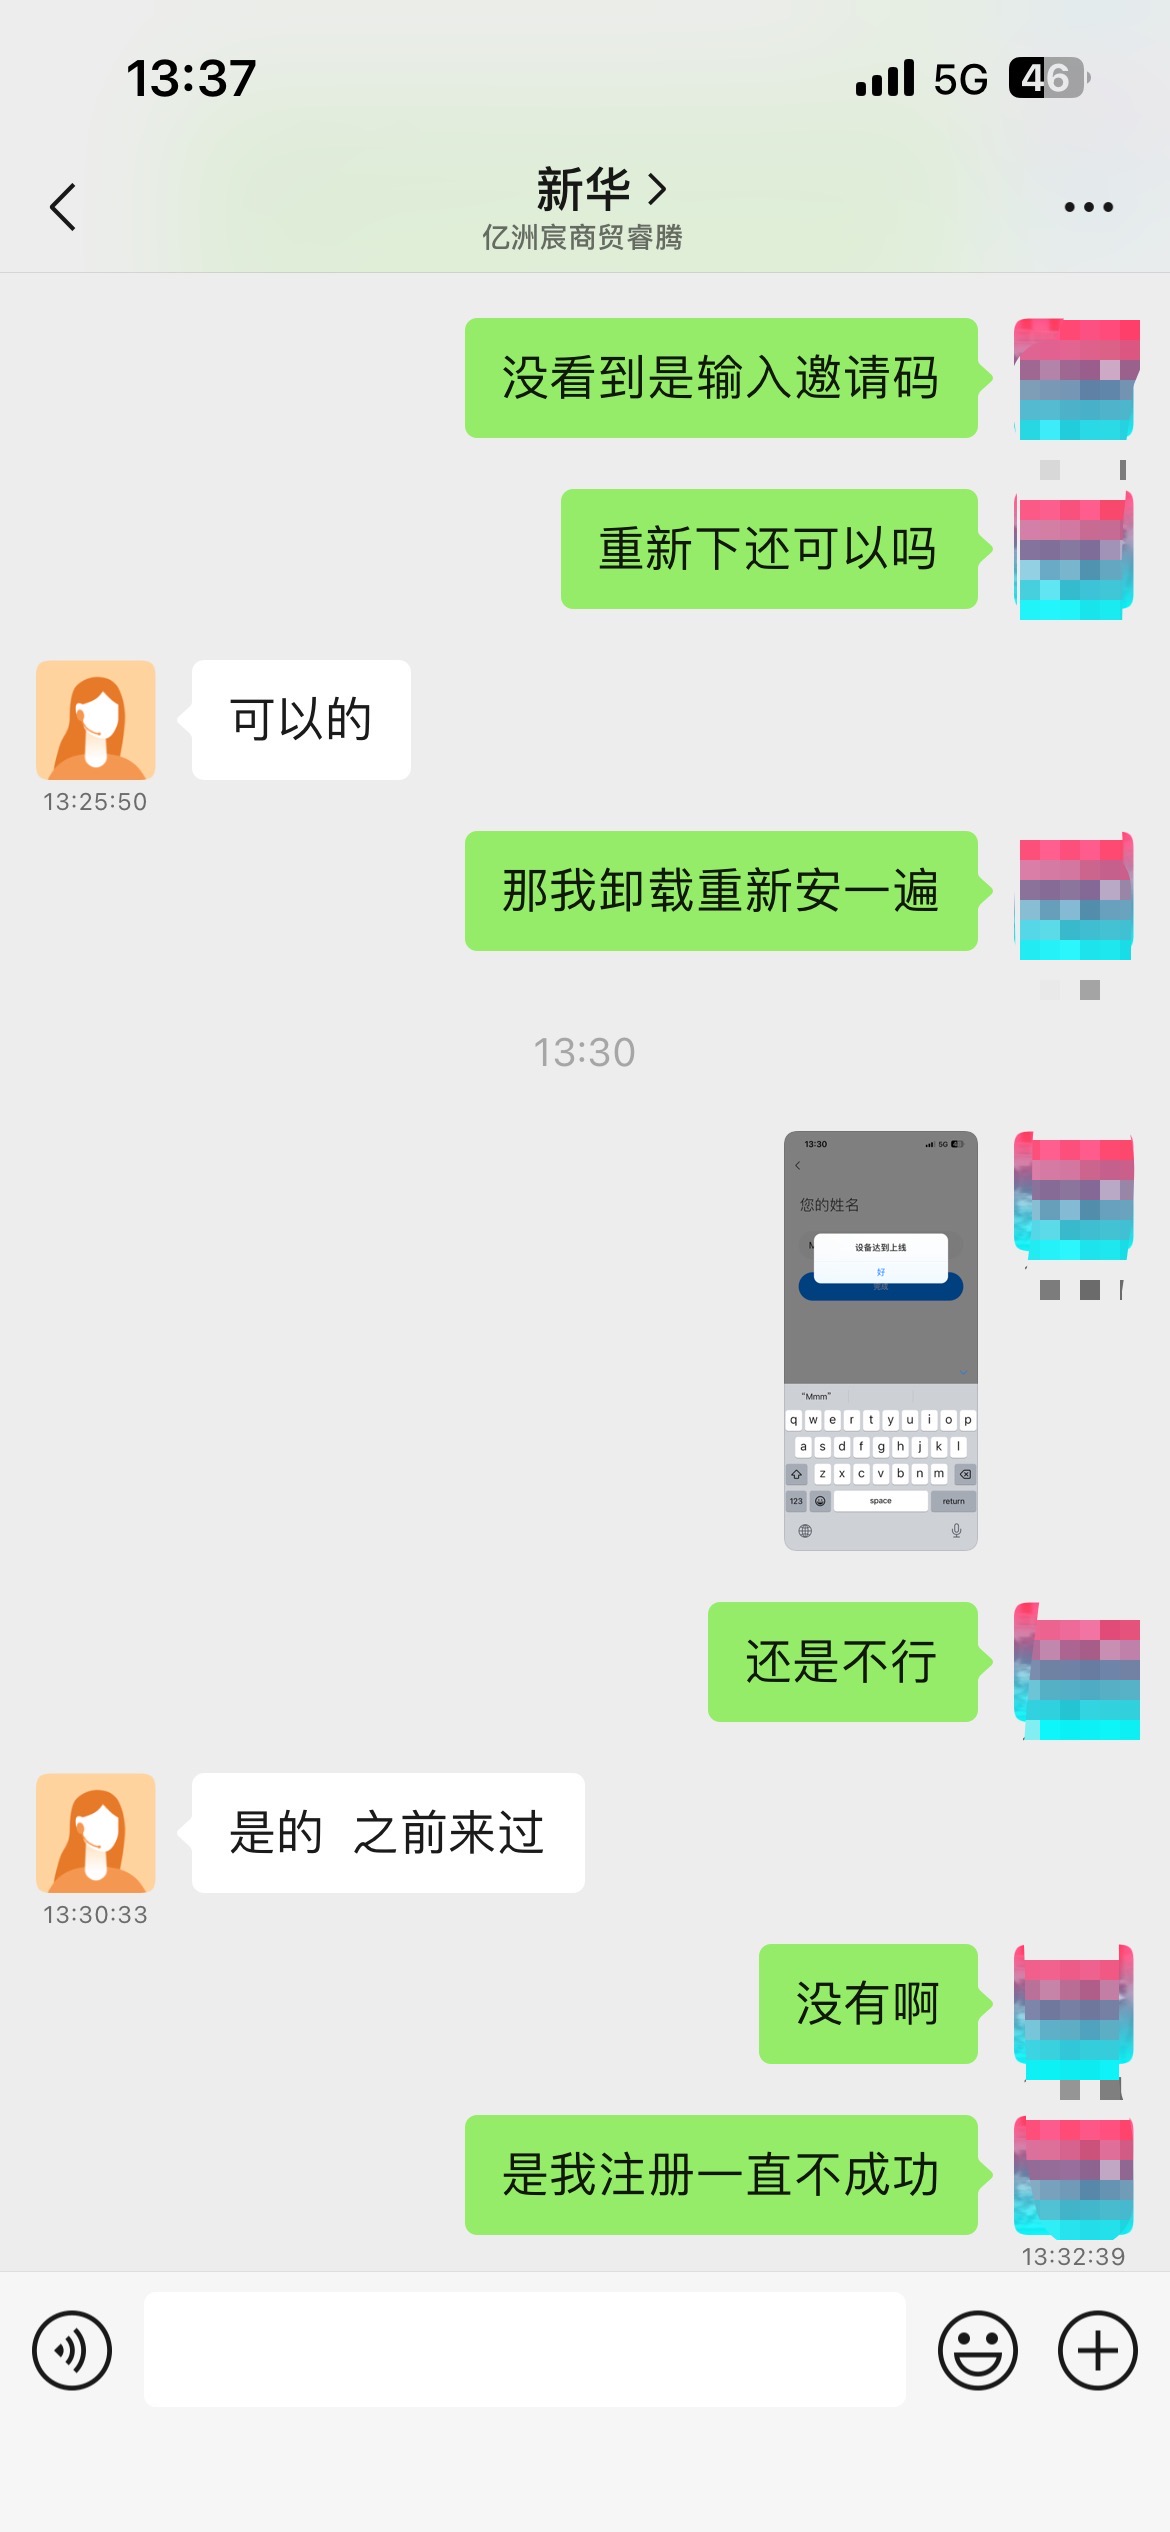 13:37
5G
46
新华
亿洲宸商贸睿腾
没看到是输入邀请码
重新下还可以吗
可以的
13:25:50
那我卸载重新安一遍
13:30
13:30
5G
您的姓名
设备达到上线
好
完成
“Mmm”
q w e r t y u i o p
a s d f g h j k l
z x c v b n m
123 space return
还是不行
是的 之前来过
13:30:33
没有啊
是我注册一直不成功
13:32:39